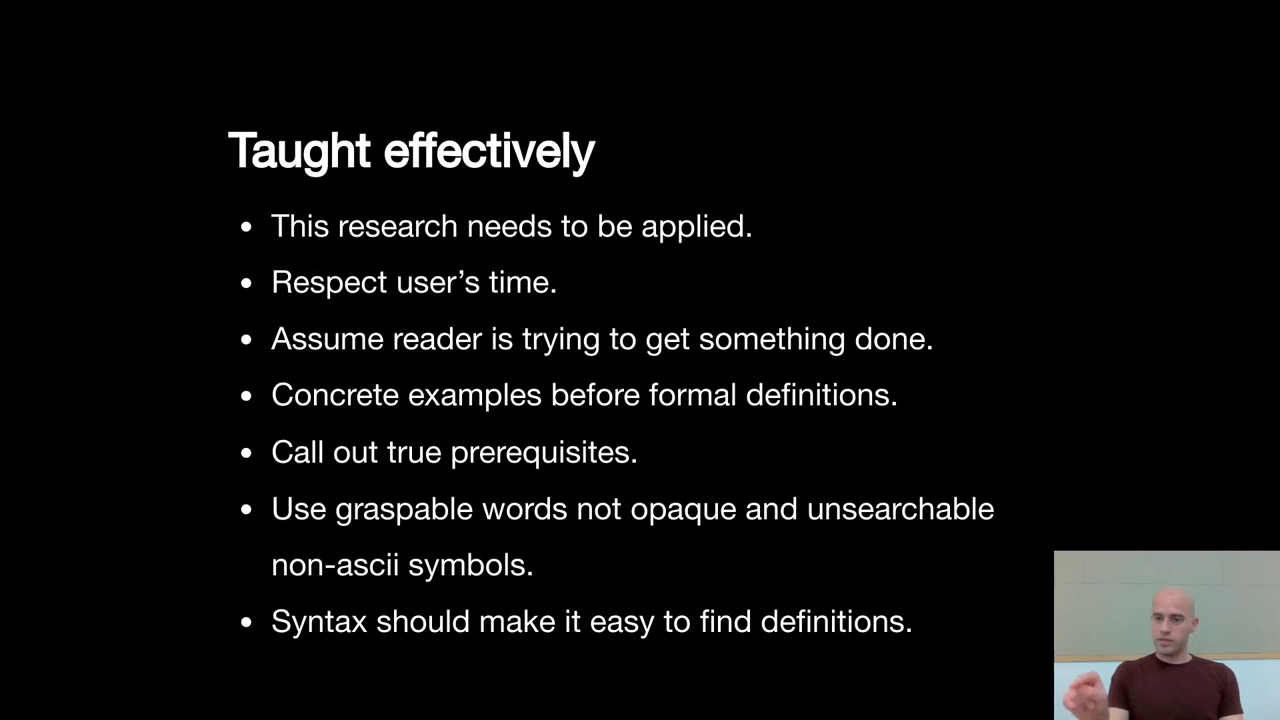 Taught effectively
• This research needs to be applied.
• Respect user’s time.
• Assume reader is trying to get something done.
• Concrete examples before formal definitions.
• Call out true prerequisites.
• Use graspable words not opaque and unsearchable
non-ascii symbols.
• Syntax should make it easy to find definitions.